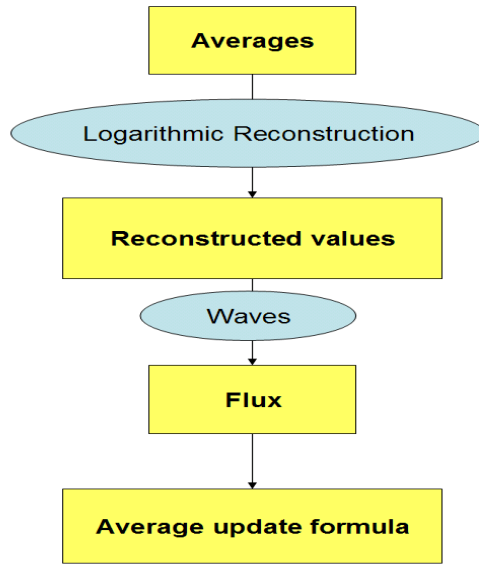 Averages
Logarithmic Reconstruction
Reconstructed values
Waves
Flux
Average update formula